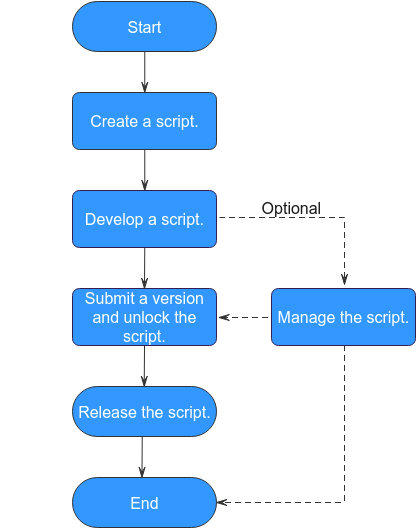 Start
Create a script.
Develop a script.
Optional
Submit a version
and unlock the
script.
Manage the script.
Release the script.
End